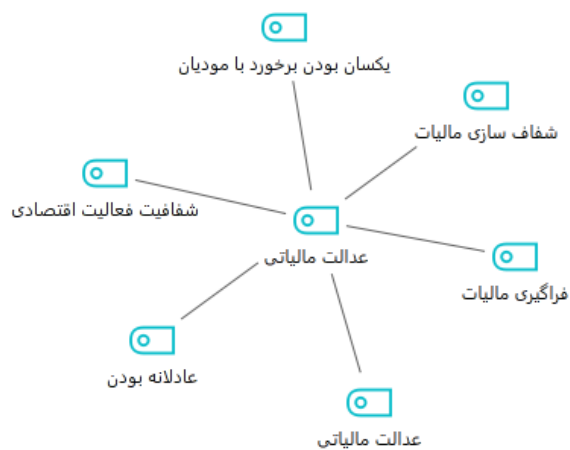 یکسان بودن برخورد با مودیان
شفاف سازی مالیات
شفافیت فعالیت اقتصادی
عدالت مالیاتی
فراگیری مالیات
عادلانه بودن
عدالت مالیاتی